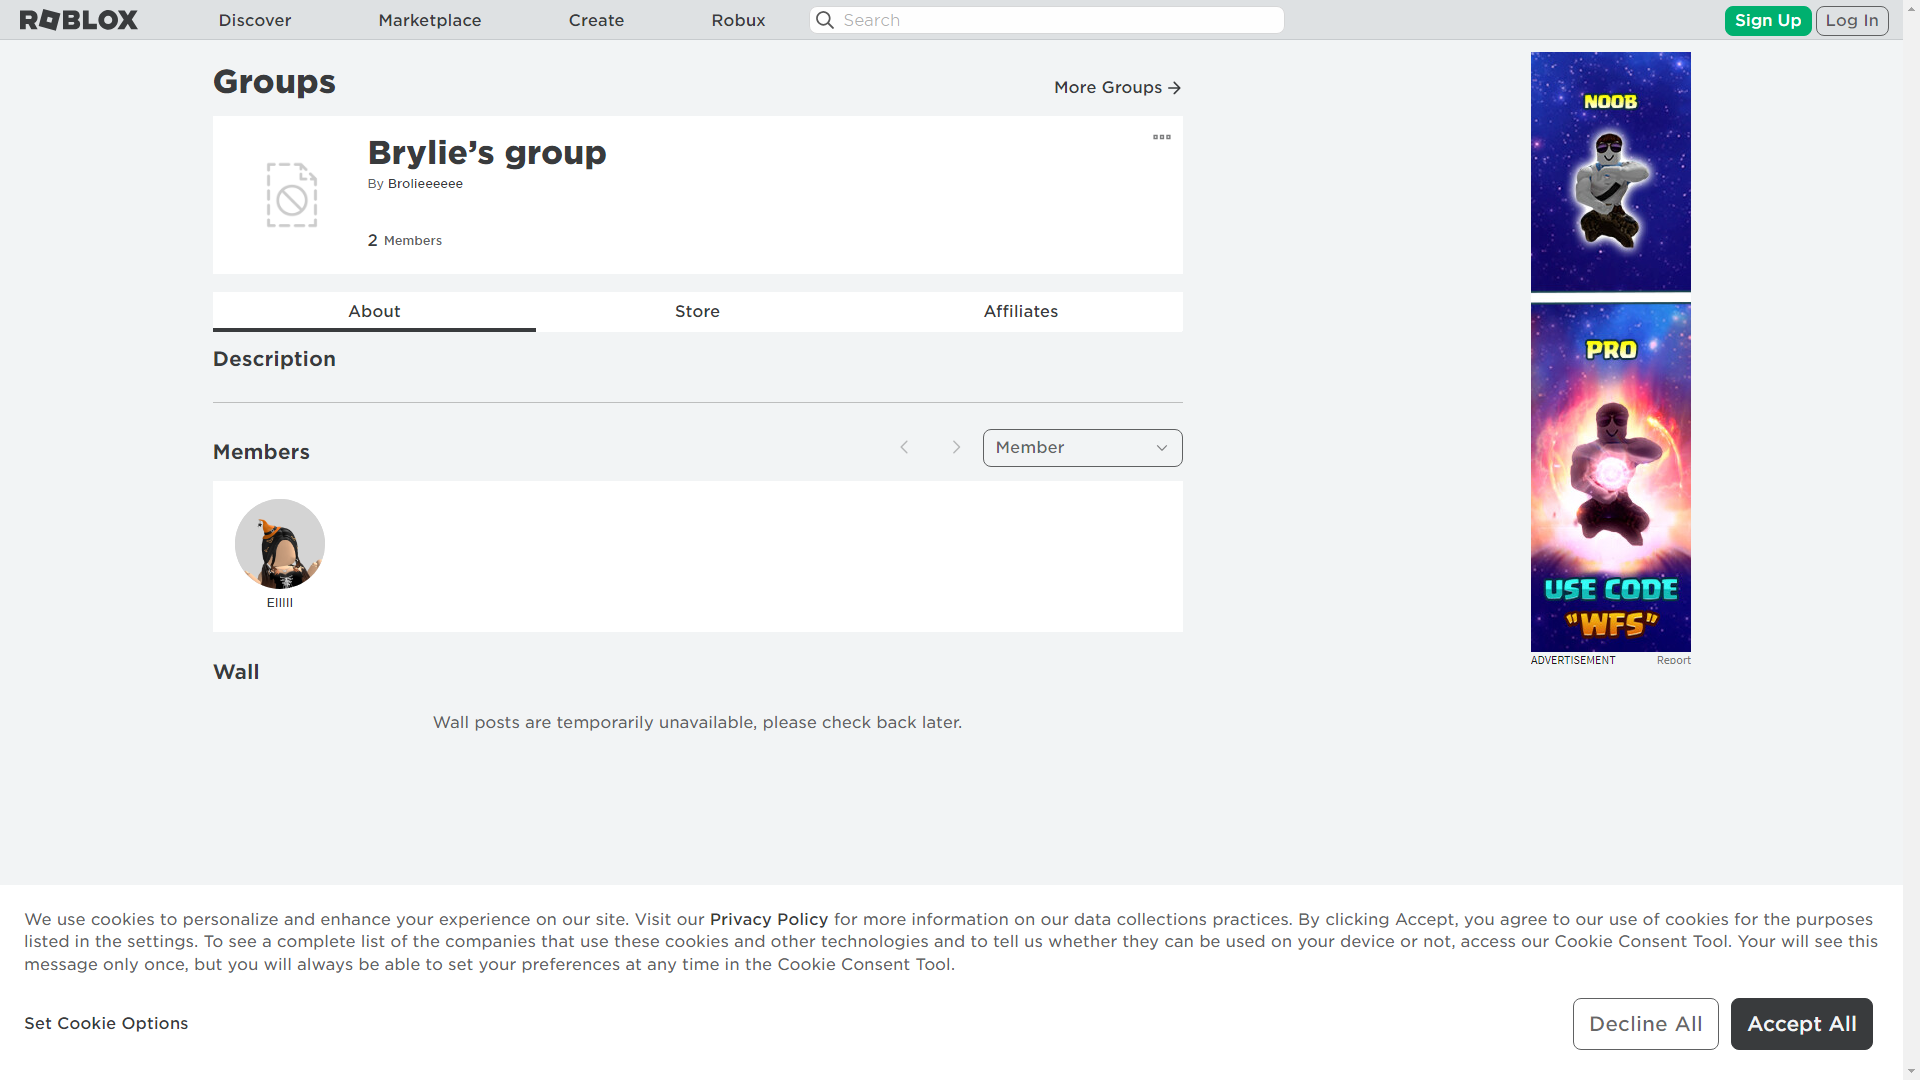 ROBLOX
Discover
Marketplace
Create
Robux
Search
Sign Up
Log In
Groups
More Groups
Brylie’s group
By Brolieeeeee
2 Members
About
Store
Affiliates
Description
Members
Member
Elllll
Wall
Wall posts are temporarily unavailable, please check back later.
NOOB
PRO
USE CODE
"WFS"
ADVERTISEMENT
Report
We use cookies to personalize and enhance your experience on our site. Visit our Privacy Policy for more information on our data collections practices. By clicking Accept, you agree to our use of cookies for the purposes
listed in the settings. To see a complete list of the companies that use these cookies and other technologies and to tell us whether they can be used on your device or not, access our Cookie Consent Tool. Your will see this
message only once, but you will always be able to set your preferences at any time in the Cookie Consent Tool.
Set Cookie Options
Decline All
Accept All